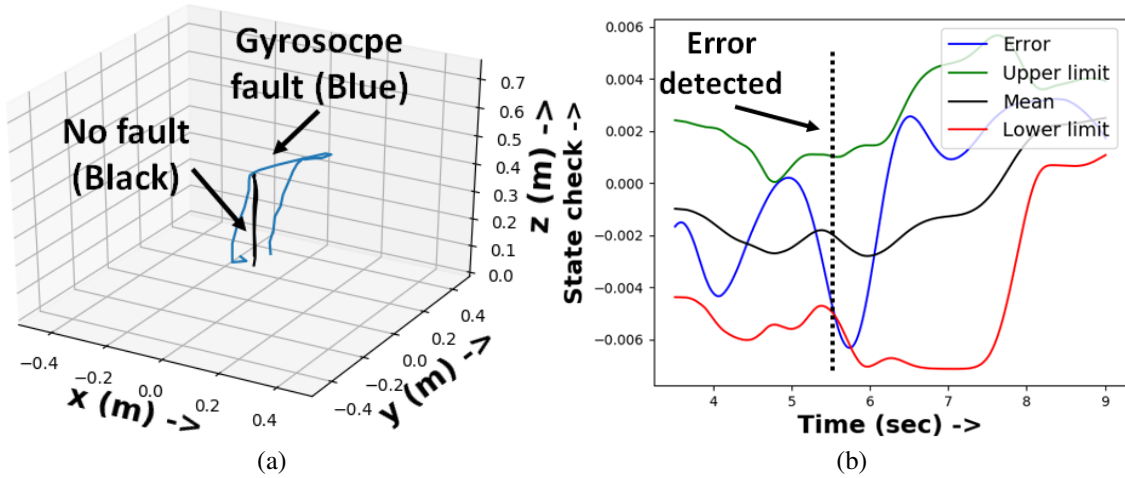 Gyrosocpe
fault (Blue)
No fault
(Black)
0.7
0.6
0.5
0.4
0.3
0.2
0.1
0.0
z (m) ->
−0.4
−0.2
0.0
0.2
0.4
x (m) ->
−0.4
−0.2
0.0
0.2
0.4
y (m) ->
(a)
Error
detected
Error
Upper limit
Mean
Lower limit
0.006
0.004
0.002
0.000
−0.002
−0.004
−0.006
State check ->
4 5 6 7 8 9
Time (sec) ->
(b)